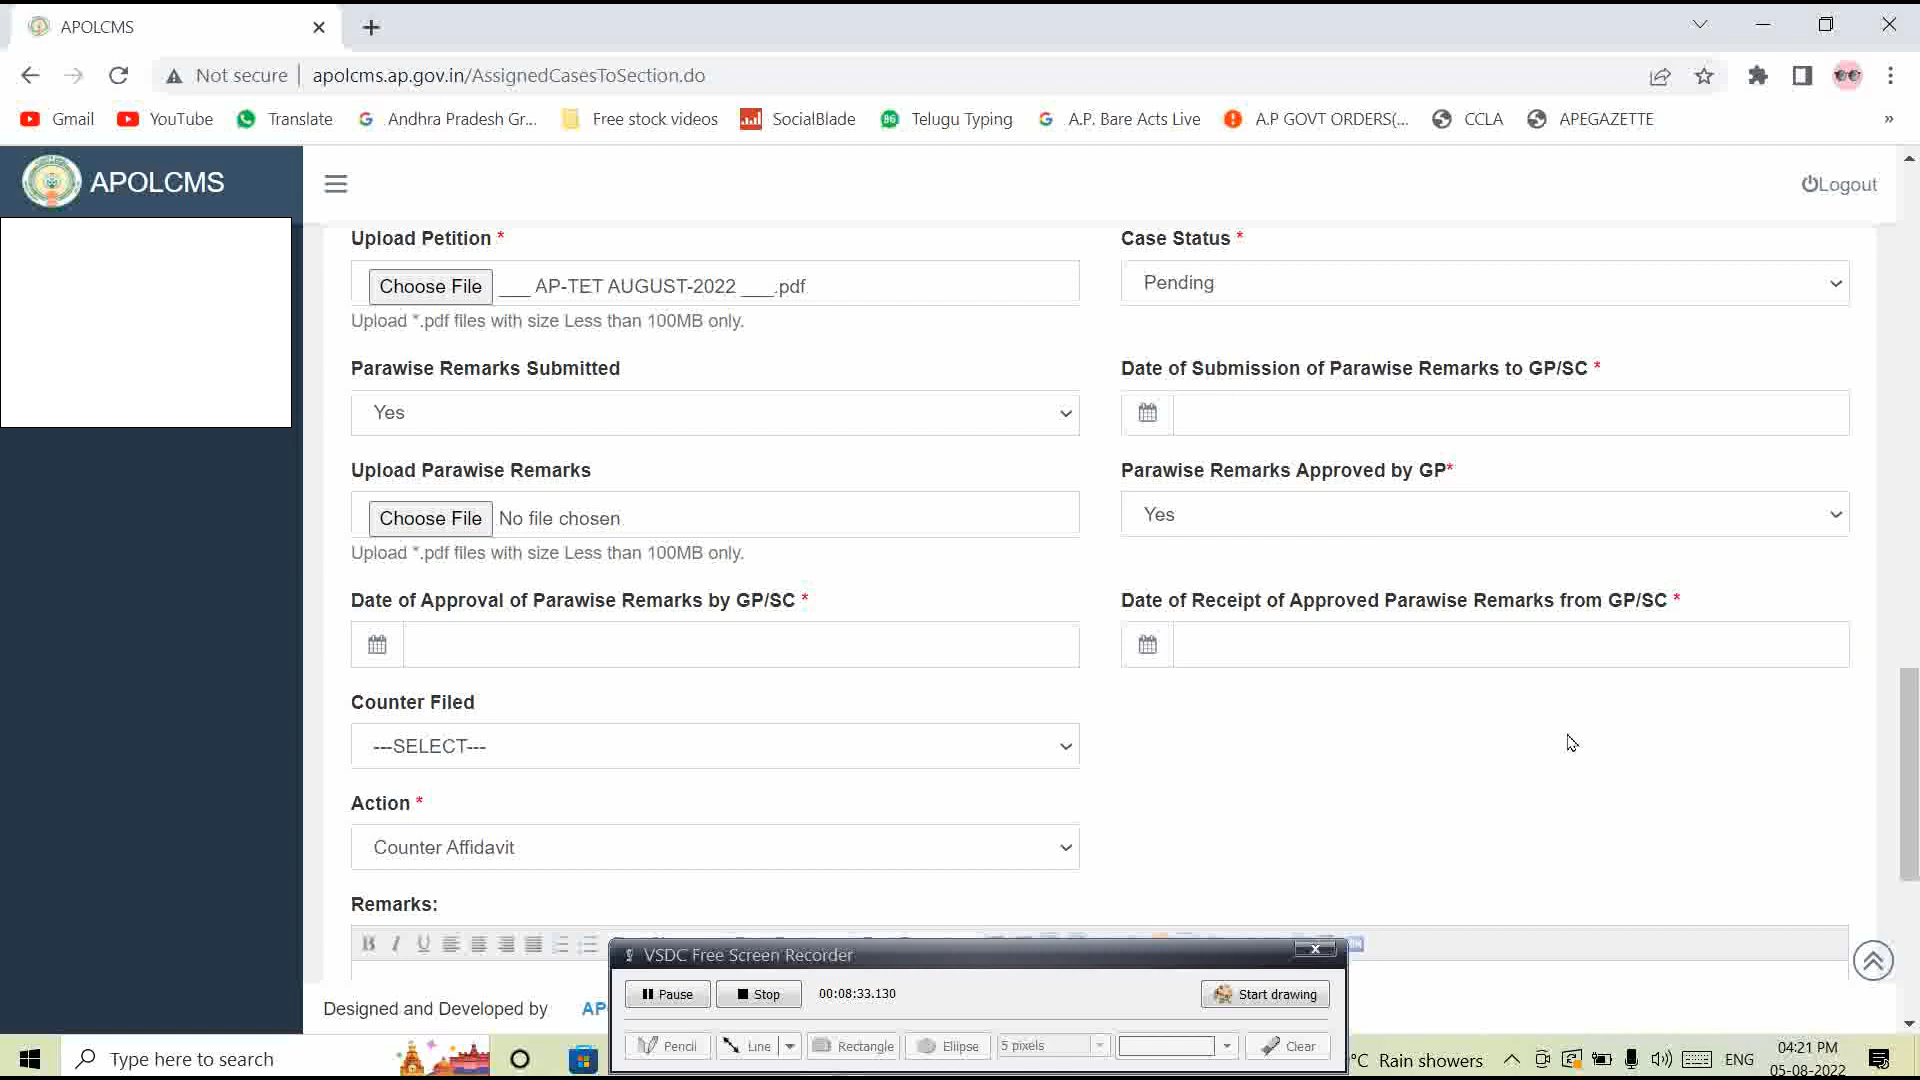 APOLCMS
Not secure apolcms.ap.gov.in/AssignedCasesToSection.do
Gmail YouTube Translate Andhra Pradesh Gr... Free stock videos SocialBlade Telugu Typing A.P. Bare Acts Live A.P GOVT ORDERS(... CCLA APEGAZETTE »
APOLCMS Logout
Upload Petition * Case Status *
Choose File ___ AP-TET AUGUST-2022 ___.pdf Pending
Upload *.pdf files with size Less than 100MB only.
Parawise Remarks Submitted Date of Submission of Parawise Remarks to GP/SC *
Yes
Upload Parawise Remarks Parawise Remarks Approved by GP*
Choose File No file chosen Yes
Upload *.pdf files with size Less than 100MB only.
Date of Approval of Parawise Remarks by GP/SC * Date of Receipt of Approved Parawise Remarks from GP/SC *
Counter Filed
---SELECT---
Action *
Counter Affidavit
Remarks:
B I U
VSDC Free Screen Recorder
Pause Stop 00:08:33.130 Start drawing
Designed and Developed by AP
Pencil Line Rectangle Ellipse 5 pixels Clear
Type here to search °C Rain showers ENG 04:21 PM
05-08-2022